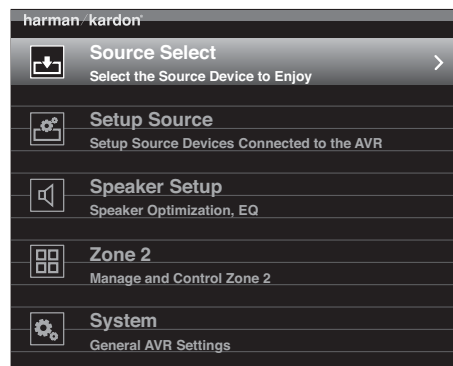 harman/kardon®
Source Select
Select the Source Device to Enjoy
Setup Source
Setup Source Devices Connected to the AVR
Speaker Setup
Speaker Optimization, EQ
Zone 2
Manage and Control Zone 2
System
General AVR Settings